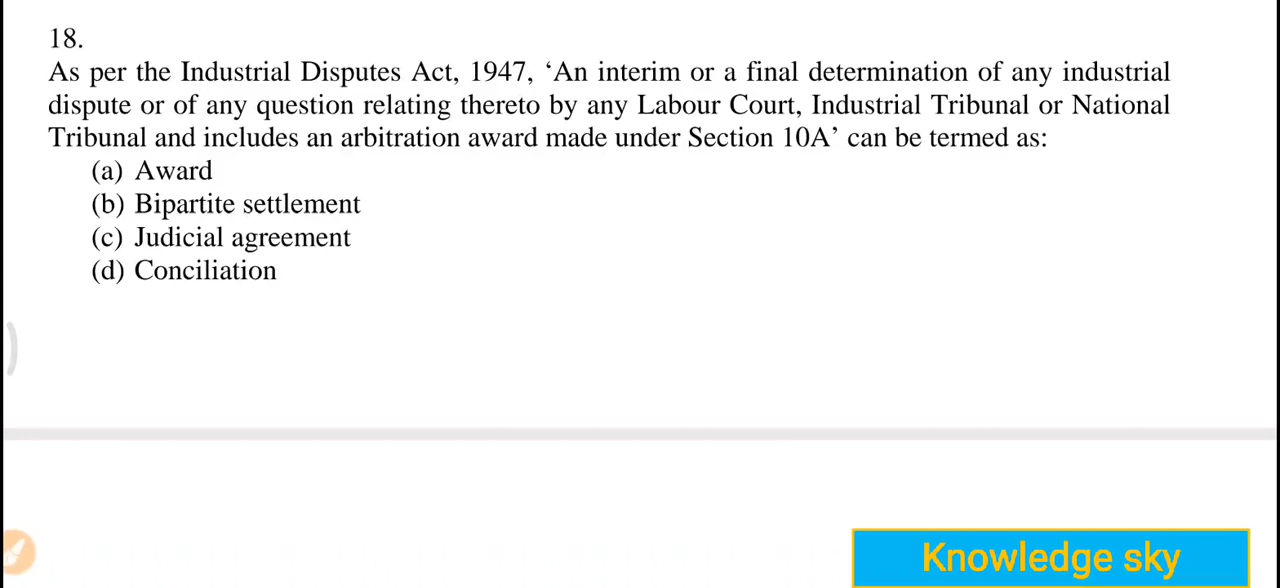 18.
As per the Industrial Disputes Act, 1947, ‘An interim or a final determination of any industrial
dispute or of any question relating thereto by any Labour Court, Industrial Tribunal or National
Tribunal and includes an arbitration award made under Section 10A’ can be termed as:
(a) Award
(b) Bipartite settlement
(c) Judicial agreement
(d) Conciliation
Knowledge sky